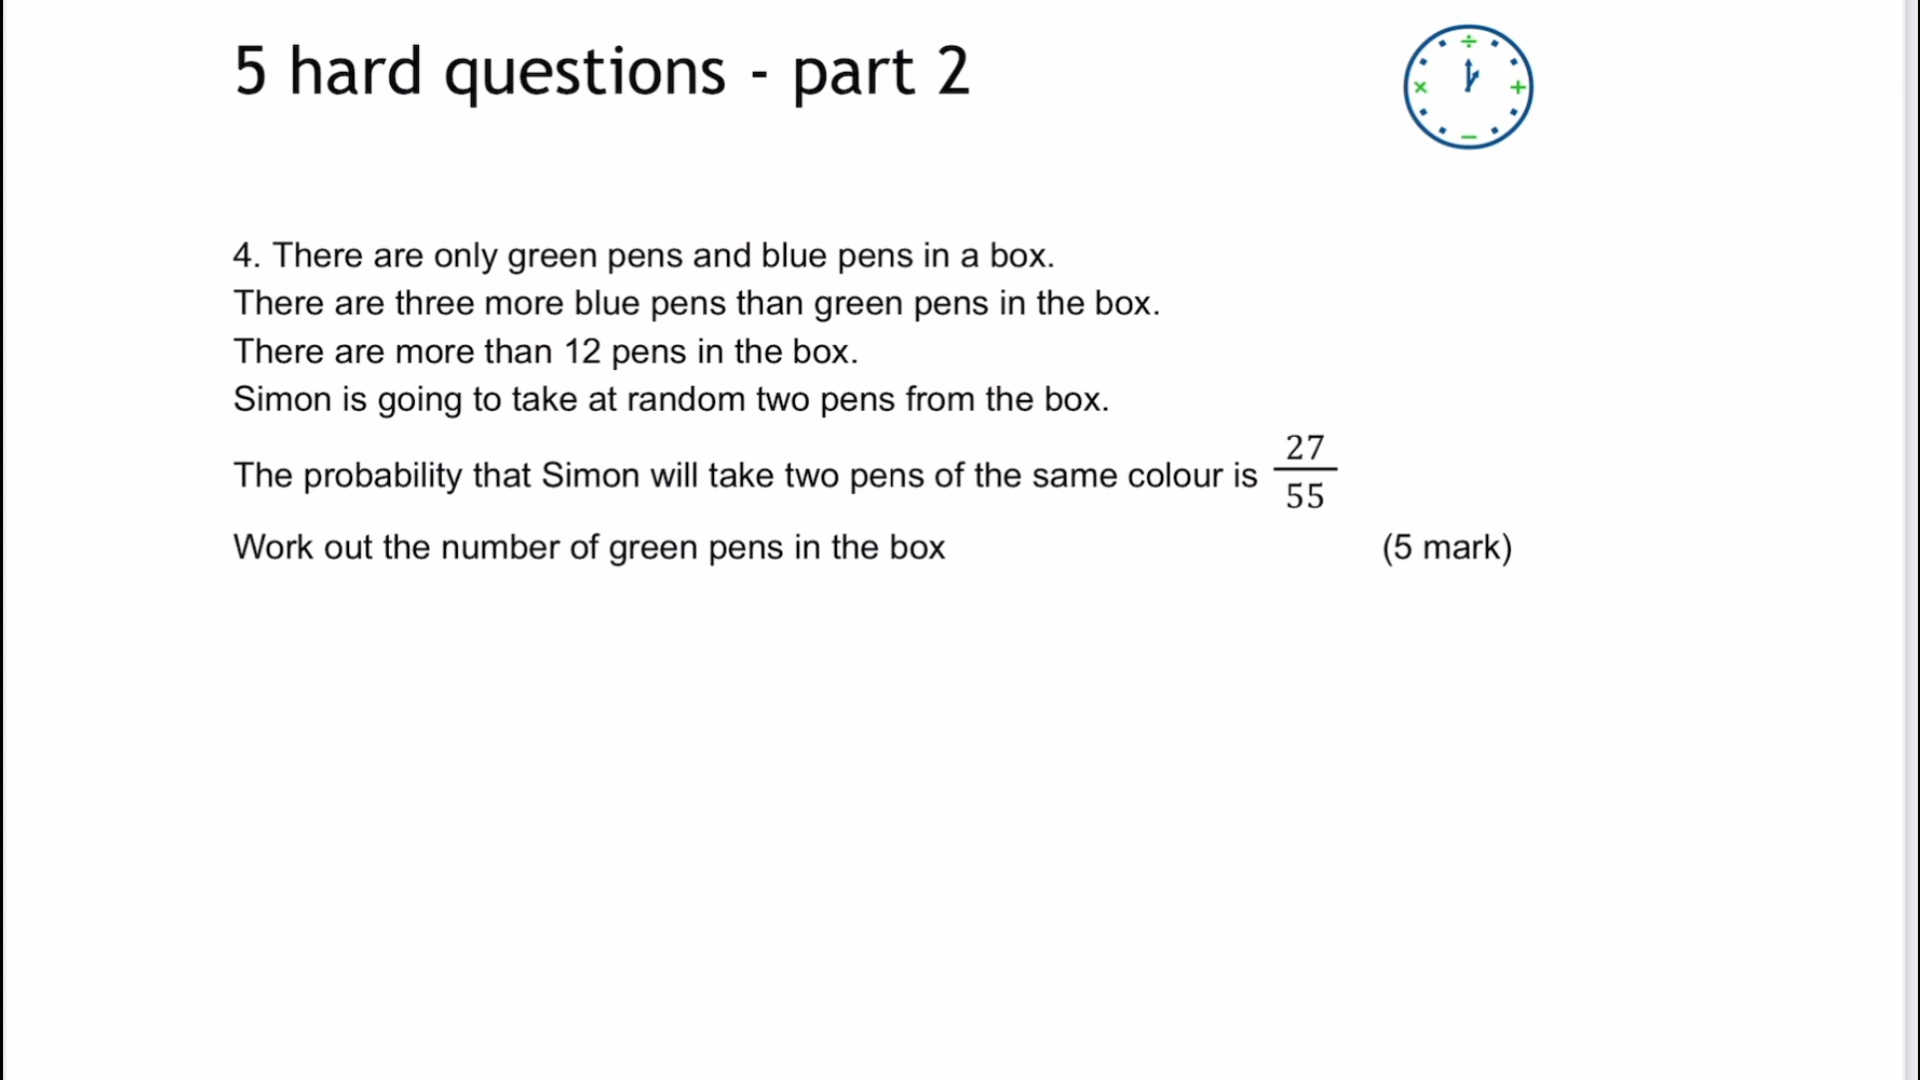 5 hard questions - part 2
4. There are only green pens and blue pens in a box.
There are three more blue pens than green pens in the box.
There are more than 12 pens in the box.
Simon is going to take at random two pens from the box.
The probability that Simon will take two pens of the same colour is 27/55
Work out the number of green pens in the box (5 mark)